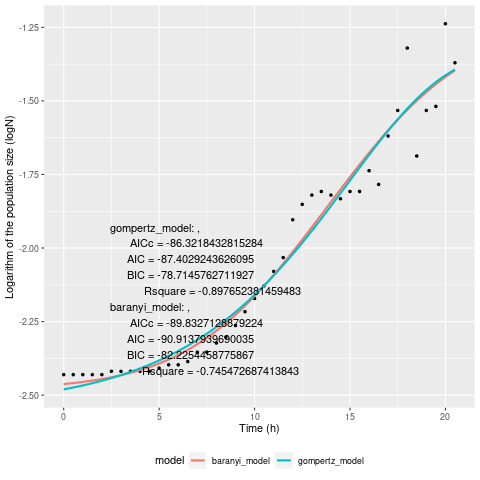 -1.25
-1.50
-1.75
-2.00
-2.25
-2.50
Logarithm of the population size (logN)
gompertz_model: ,
AICc = -86.3218432815284
AIC = -87.4029243626095
BIC = -78.7145762711927
Rsquare = -0.897652381459483
baranyi_model: ,
AICc = -89.8327128879224
AIC = -90.9137939690035
BIC = -82.2254458775867
Rsquare = -0.745472687413843
0 5 10 15 20
Time (h)
model baranyi_model gompertz_model